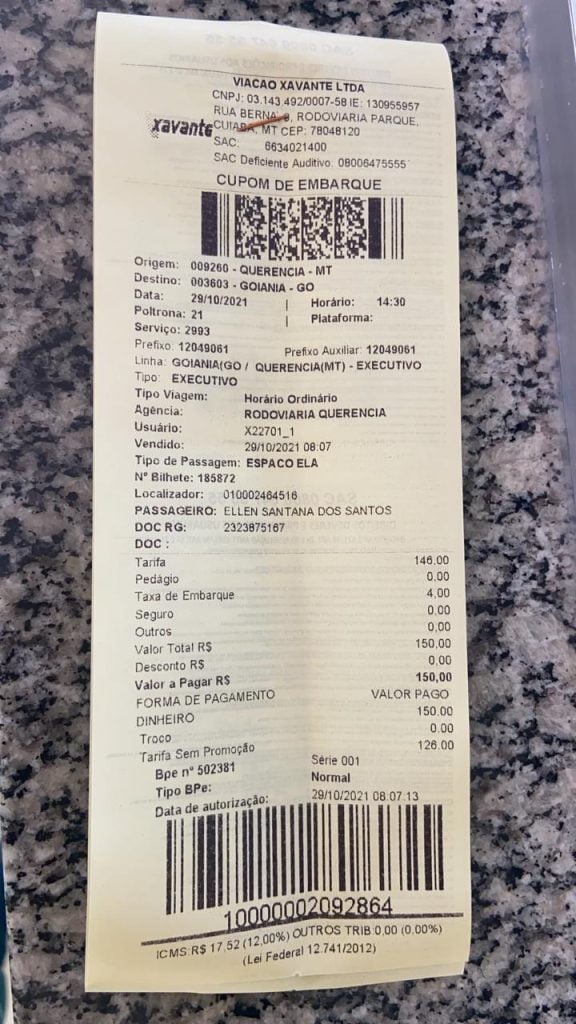 VIACAO XAVANTE LTDA
CNPJ: 03.143.492/0007-58 IE: 130955957
RUA BERNA, RODOVIARIA PARQUE,
xavante
CUIABA, MT CEP: 78048120
SAC: 6634021400
SAC Deficiente Auditivo: 08006475555
CUPOM DE EMBARQUE
Origem: 009260 - QUERENCIA - MT
Destino: 003603 - GOIANIA - GO
Data: 29/10/2021 | Horário: 14:30
Poltrona: 21 | Plataforma:
Serviço: 2993
Prefixo: 12049061 Prefixo Auxiliar: 12049061
Linha: GOIANIA(GO / QUERENCIA(MT) - EXECUTIVO
Tipo: EXECUTIVO
Tipo Viagem: Horário Ordinário
Agência: RODOVIARIA QUERENCIA
Usuário: X22701_1
Vendido: 29/10/2021 08:07
Tipo de Passagem: ESPACO ELA
Nº Bilhete: 185872
Localizador: 010002464516
PASSAGEIRO: ELLEN SANTANA DOS SANTOS
DOC RG: 2323875167
DOC :
Tarifa 146,00
Pedágio 0,00
Taxa de Embarque 4,00
Seguro 0,00
Outros 0,00
Valor Total R$ 150,00
Desconto R$ 0,00
Valor a Pagar R$ 150,00
FORMA DE PAGAMENTO VALOR PAGO
DINHEIRO 150.00
Troco 0.00
Tarifa Sem Promoção 126.00
Bpe n° 502381 Série 001
Tipo BPe: Normal
Data de autorização: 29/10/2021 08:07:13
10000002092864
ICMS:R$ 17,52 (12,00%) OUTROS TRIB:0,00 (0,00%)
(Lei Federal 12.741/2012)